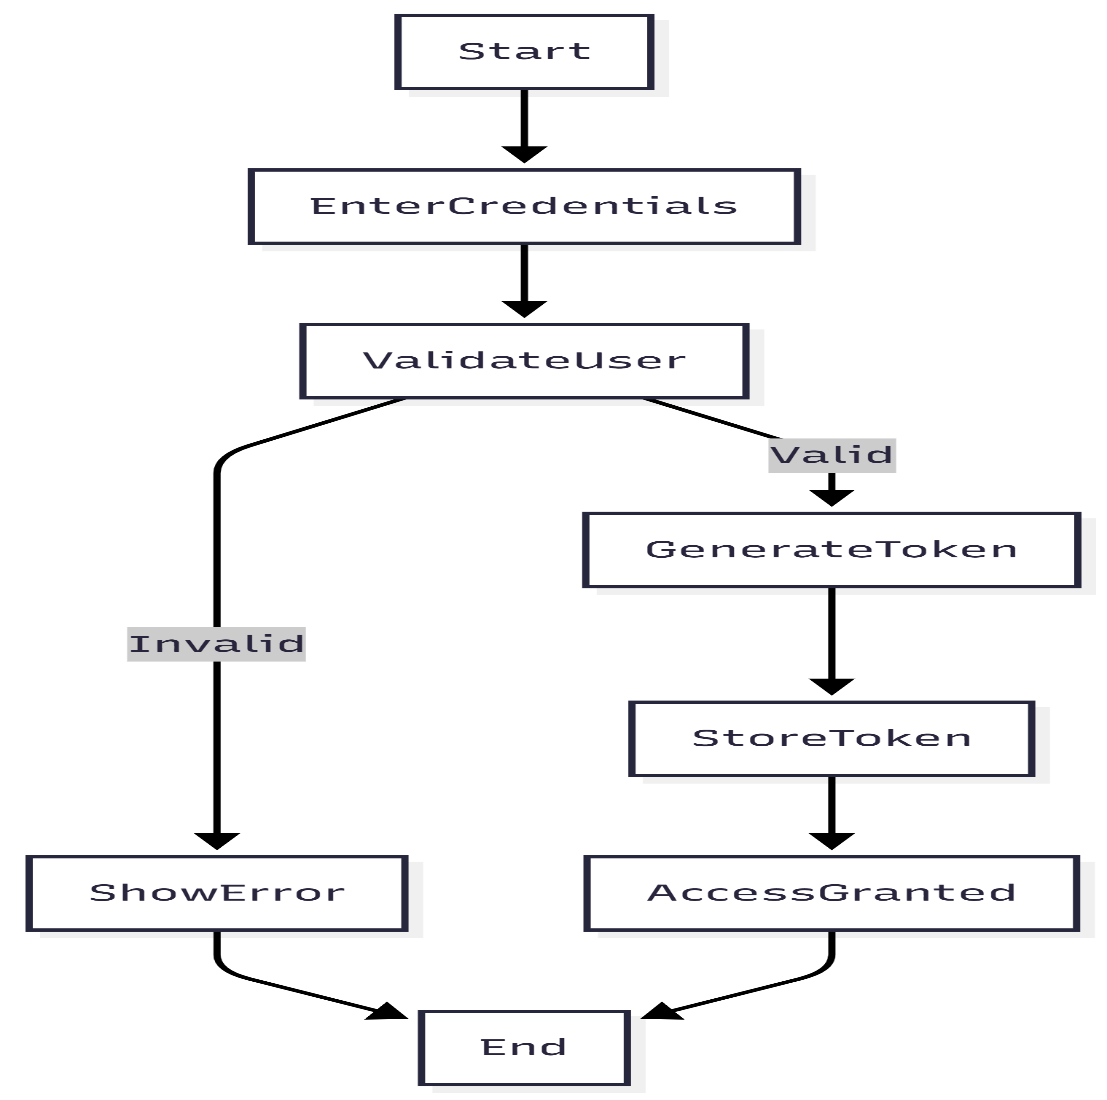 Start
EnterCredentials
ValidateUser
Valid
GenerateToken
Invalid
StoreToken
ShowError
AccessGranted
End